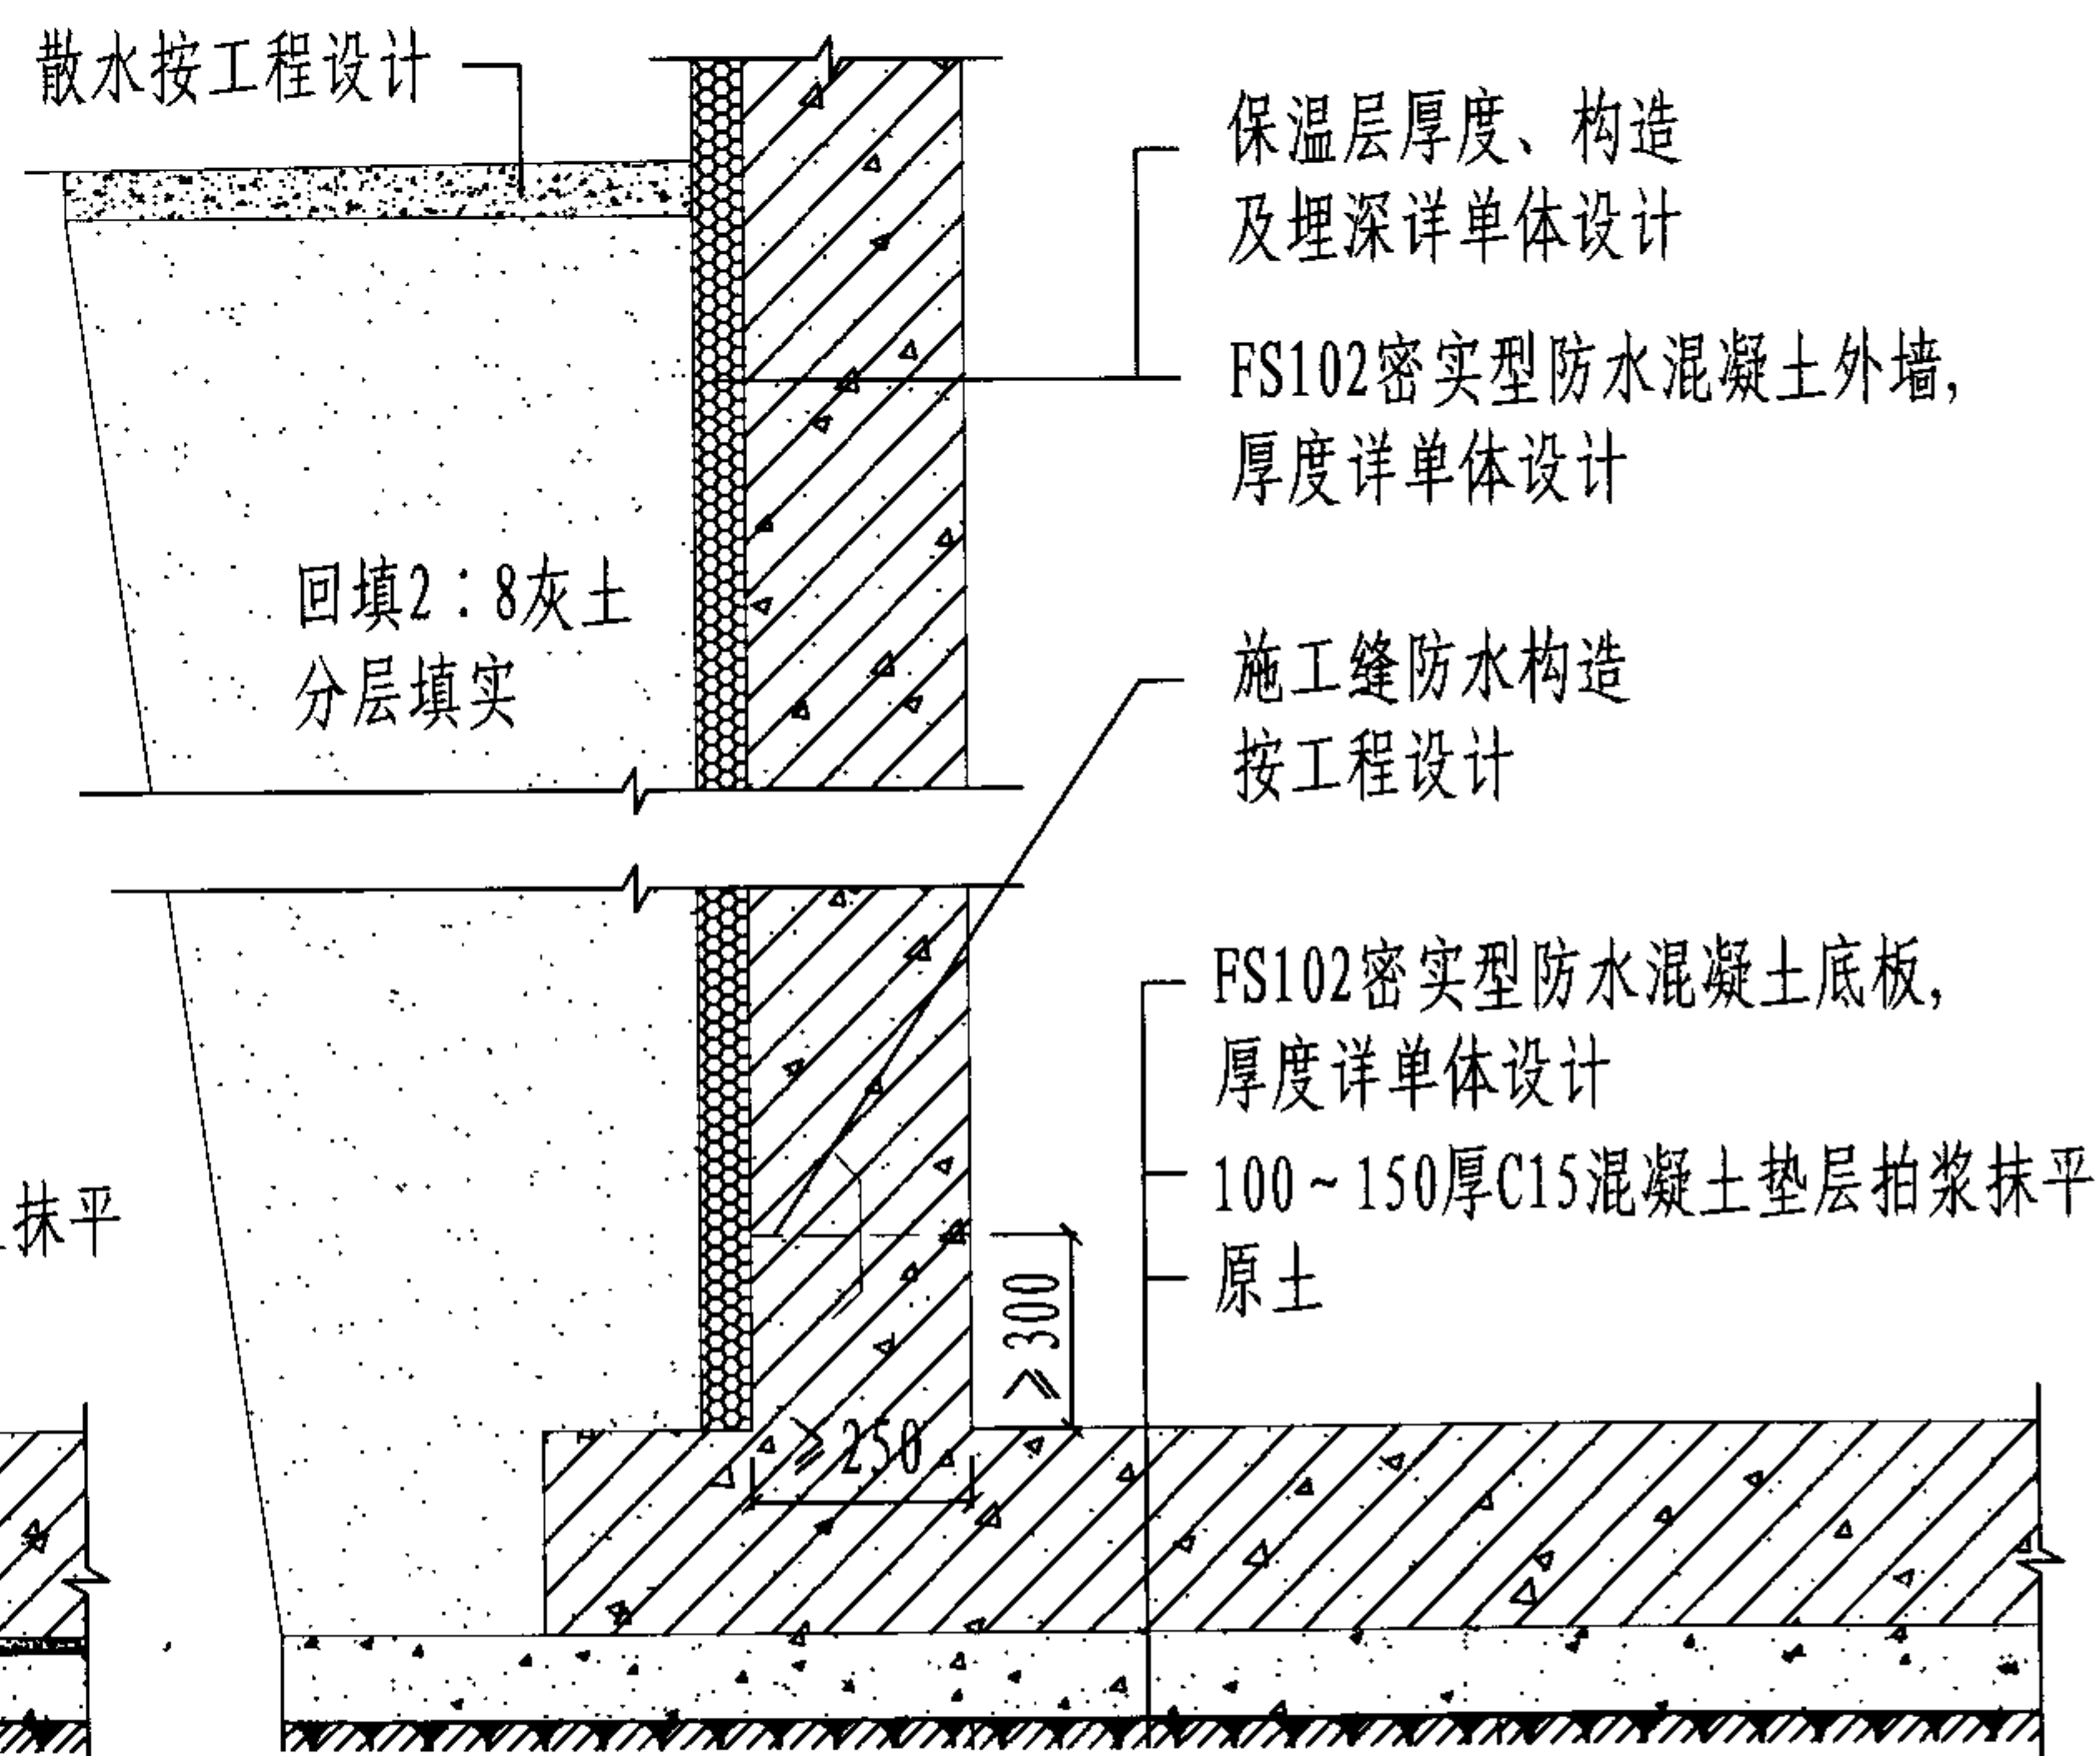 散水按工程设计
保温层厚度、构造
及埋深详单体设计
FS102密实型防水混凝土外墙,
厚度详单体设计
回填2：8灰土
分层填实
施工缝防水构造
按工程设计
FS102密实型防水混凝土底板,
厚度详单体设计
100～150厚C15混凝土垫层拍浆抹平
抹平
原土
≥300
≥250